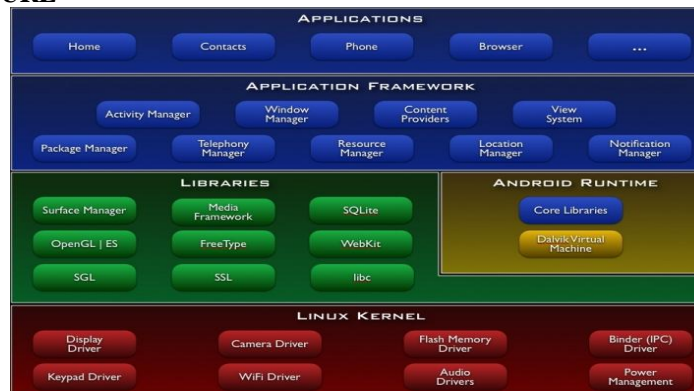 APPLICATIONS
Home Contacts Phone Browser ...
APPLICATION FRAMEWORK
Activity Manager Window Manager Content Providers View System
Package Manager Telephony Manager Resource Manager Location Manager Notification Manager
LIBRARIES
Surface Manager Media Framework SQLite
OpenGL | ES FreeType WebKit
SGL SSL libc
ANDROID RUNTIME
Core Libraries
Dalvik Virtual Machine
LINUX KERNEL
Display Driver Camera Driver Flash Memory Driver Binder (IPC) Driver
Keypad Driver WiFi Driver Audio Drivers Power Management